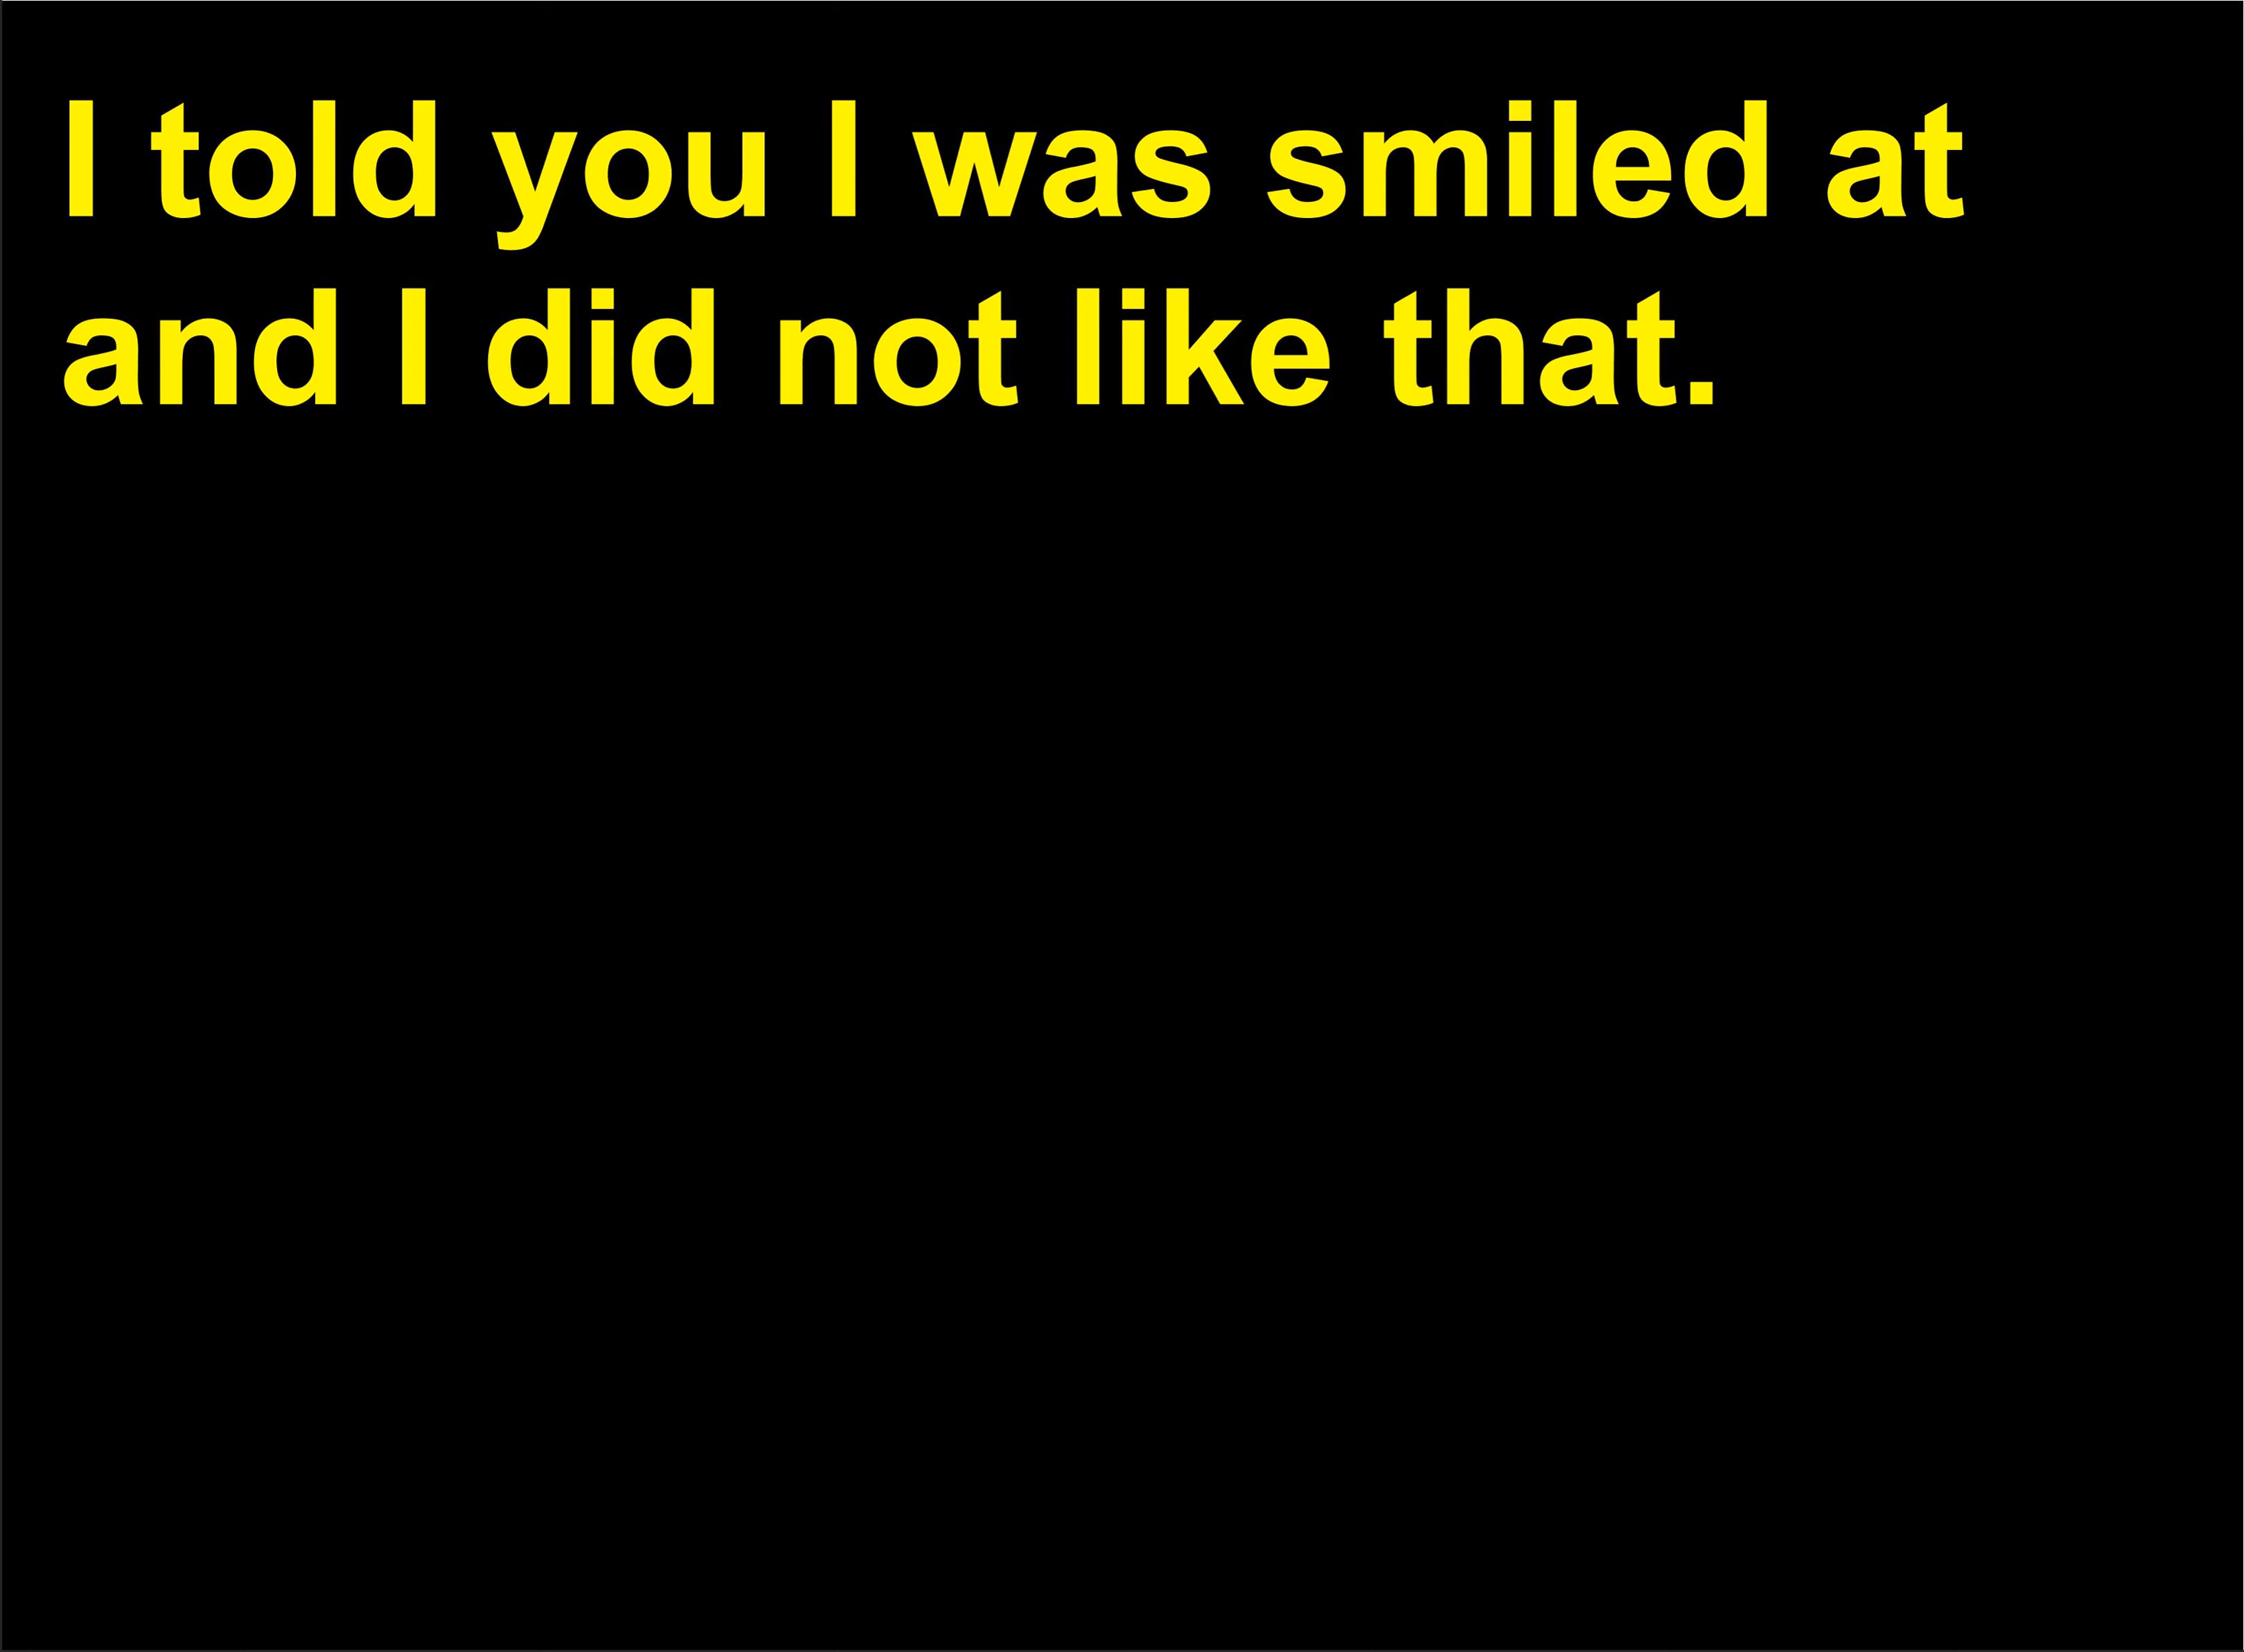 I told you I was smiled at
and I did not like that.